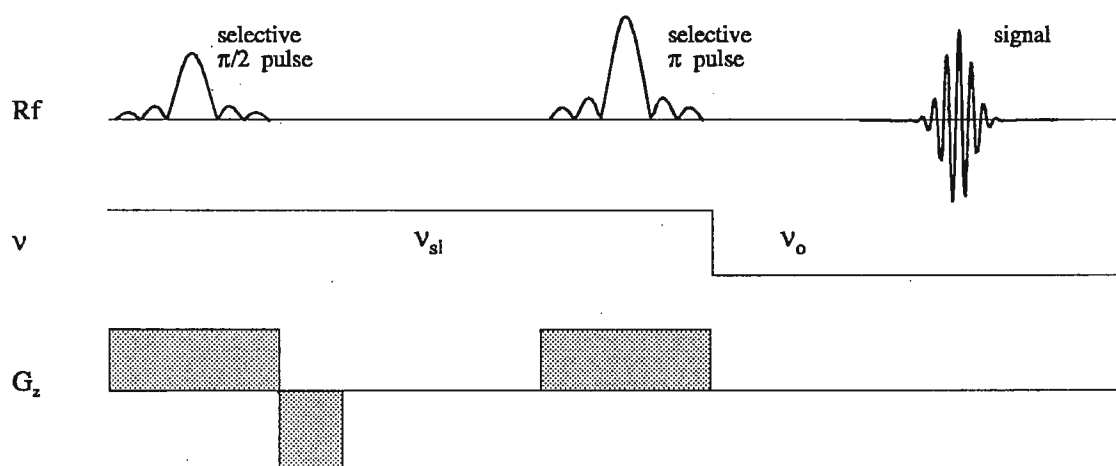 selective
π/2 pulse
selective
π pulse
signal
Rf
ν
ν_sl
ν_o
G_z